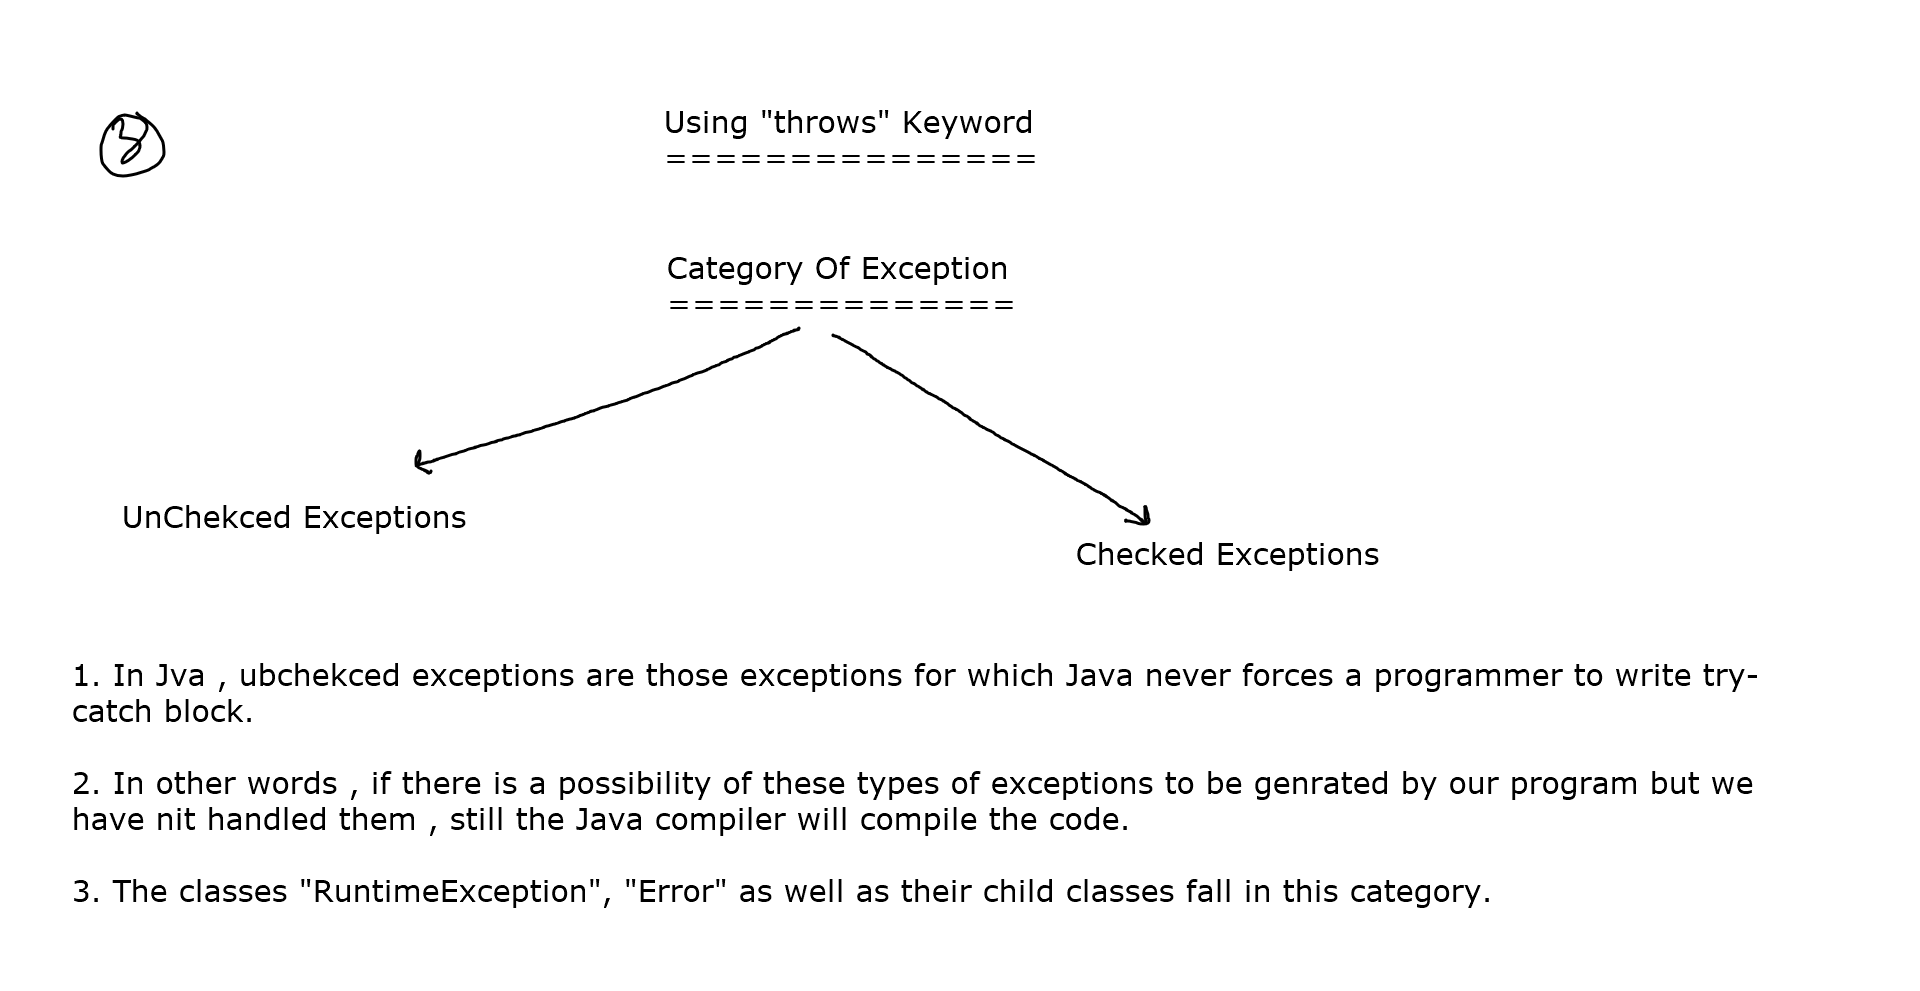 3
Using "throws" Keyword
===============
Category Of Exception
==============
UnChekced Exceptions
Checked Exceptions
1. In Jva , ubchekced exceptions are those exceptions for which Java never forces a programmer to write try-
catch block.
2. In other words , if there is a possibility of these types of exceptions to be genrated by our program but we
have nit handled them , still the Java compiler will compile the code.
3. The classes "RuntimeException", "Error" as well as their child classes fall in this category.